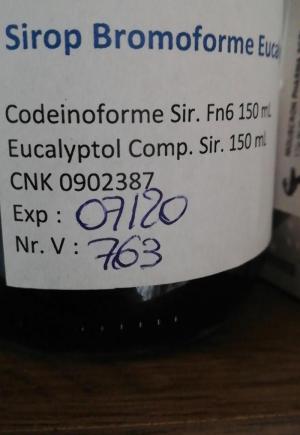 Sirop Bromoforme Eucal
Codeinoforme Sir. Fn6 150 mL
Eucalyptol Comp. Sir. 150 mL
CNK 0902387
Exp : 07/20
Nr. V : 763